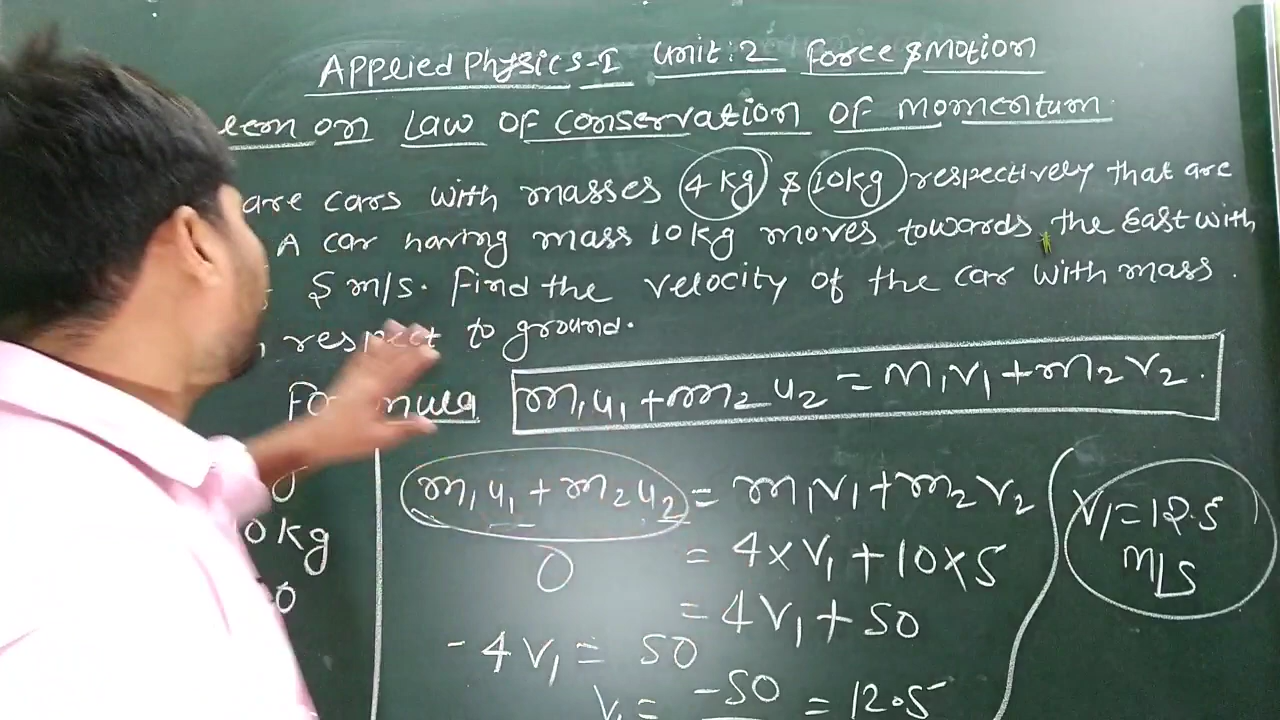 Applied Physics-I Unit:2 Force & Motion
on Law of conservation of Momentum.
are cars with masses 4 kg & 10kg respectively that are
A car having mass 10kg moves towards the East with
5 m/s. Find the velocity of the car with mass.
respect to ground.
Formula m₁u₁ + m₂u₂ = m₁v₁ + m₂v₂.
m₁u₁ + m₂u₂ = m₁v₁ + m₂v₂
0 = 4×v₁ + 10×5
= 4v₁ + 50
-4v₁ = 50
v₁ = -50 = 12.5
0kg
0
v₁ = 12.5
m/s